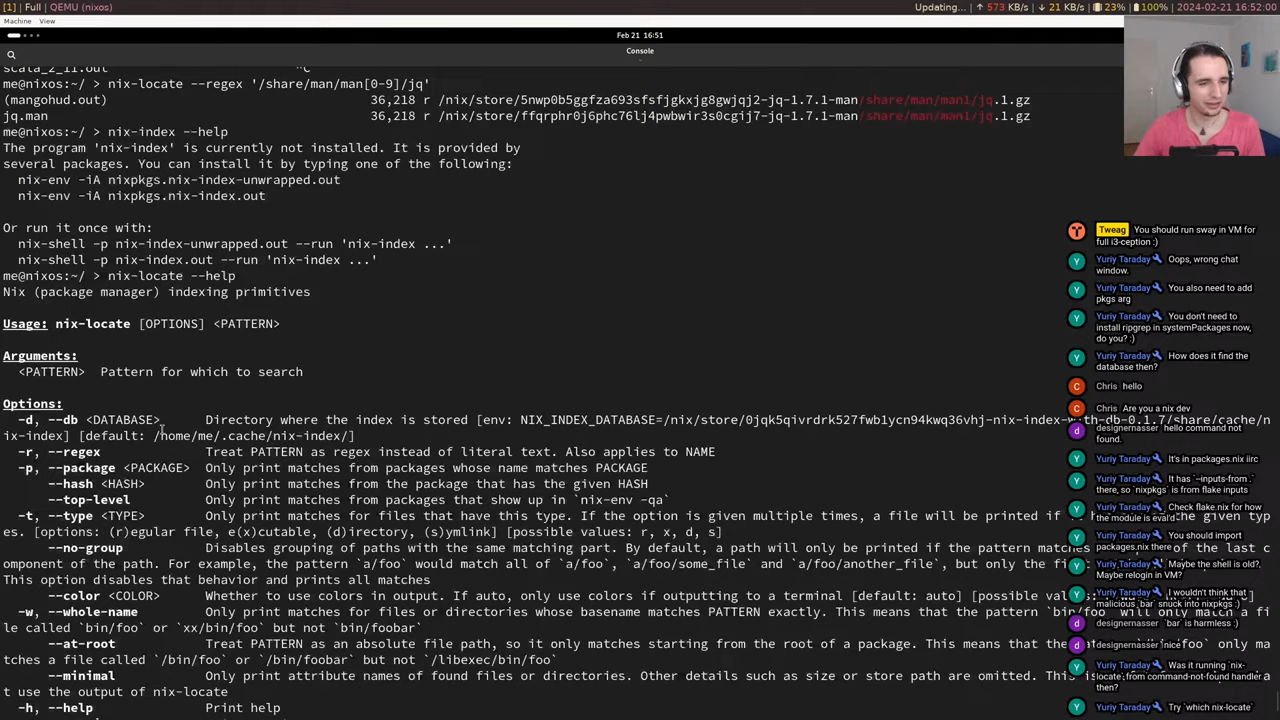 [1] | Full | QEMU (nixos)
Updating... | ↑ 573 KB/s | ↓ 21 KB/s | 23% | 100% | 2024-02-21 16:52:00
Machine View
Feb 21 16:51
Console
scala_2_11.out ^C
me@nixos:~/ > nix-locate --regex '/share/man/man[0-9]/jq'
(mangohud.out) 36,218 r /nix/store/5nwp0b5ggfza693sfsfjgkxjg8gwjqj2-jq-1.7.1-man/share/man/man1/jq.1.gz
jq.man 36,218 r /nix/store/ffqrphr0j6phc76lj4pwbwir3s0cgij7-jq-1.7.1-man/share/man/man1/jq.1.gz
me@nixos:~/ > nix-index --help
The program 'nix-index' is currently not installed. It is provided by
several packages. You can install it by typing one of the following:
nix-env -iA nixpkgs.nix-index-unwrapped.out
nix-env -iA nixpkgs.nix-index.out
Or run it once with:
nix-shell -p nix-index-unwrapped.out --run 'nix-index ...'
nix-shell -p nix-index.out --run 'nix-index ...'
me@nixos:~/ > nix-locate --help
Nix (package manager) indexing primitives
Usage: nix-locate [OPTIONS] <PATTERN>
Arguments:
<PATTERN> Pattern for which to search
Options:
-d, --db <DATABASE> Directory where the index is stored [env: NIX_INDEX_DATABASE=/nix/store/0jqk5qivrdrk527fwb1ycn94kwq36vhj-nix-index-with-db-0.1.7/share/cache/n
ix-index] [default: /home/me/.cache/nix-index/]
-r, --regex Treat PATTERN as regex instead of literal text. Also applies to NAME
-p, --package <PACKAGE> Only print matches from packages whose name matches PACKAGE
--hash <HASH> Only print matches from the package that has the given HASH
--top-level Only print matches from packages that show up in `nix-env -qa`
-t, --type <TYPE> Only print matches for files that have this type. If the option is given multiple times, a file will be printed if it has any of the given typ
es. [options: (r)egular file, e(x)cutable, (d)irectory, (s)ymlink] [possible values: r, x, d, s]
--no-group Disables grouping of paths with the same matching part. By default, a path will only be printed if the pattern matches of the last c
omponent of the path. For example, the pattern `a/foo` would match all of `a/foo`, `a/foo/some_file` and `a/foo/another_file`, but only the
This option disables that behavior and prints all matches
--color <COLOR> Whether to use colors in output. If auto, only use colors if outputting to a terminal [default: auto] [possible
-w, --whole-name Only print matches for files or directories whose basename matches PATTERN exactly. This means that the pattern `bin/foo` will only match a fi
le called `bin/foo` or `xx/bin/foo` but not `bin/foobar`
--at-root Treat PATTERN as an absolute file path, so it only matches starting from the root of a package. This means that only ma
tches a file called `/bin/foo` or `/bin/foobar` but not `/libexec/bin/foo`
--minimal Only print attribute names of found files or directories. Other details such as size or store path are omitted. This
t use the output of nix-locate
-h, --help Print help
Tweag You should run sway in VM for
full i3-ception :)
Yuriy Taraday Oops, wrong chat
window.
Yuriy Taraday You also need to add
pkgs arg
Yuriy Taraday You don't need to
install ripgrep in systemPackages now,
do you? :)
Yuriy Taraday How does it find the
database then?
Chris hello
Chris Are you a nix dev
designernasser hello command not
found.
Yuriy Taraday It's in packages.nix iirc
Yuriy Taraday It has `--inputs-from .`
there, so `nixpkgs` is from flake inputs
Yuriy Taraday Check flake.nix for how
the module is eval'd
Yuriy Taraday You should import
packages.nix there
Yuriy Taraday Maybe the shell is old?
Maybe relogin in VM?
Yuriy Taraday I wouldn't think that
malicious `bar` snuck into nixpkgs :)
designernasser `bar` is harmless :)
designernasser nice
Yuriy Taraday Was it running `nix-
locate` from command-not-found handler
then?
Yuriy Taraday Try `which nix-locate`